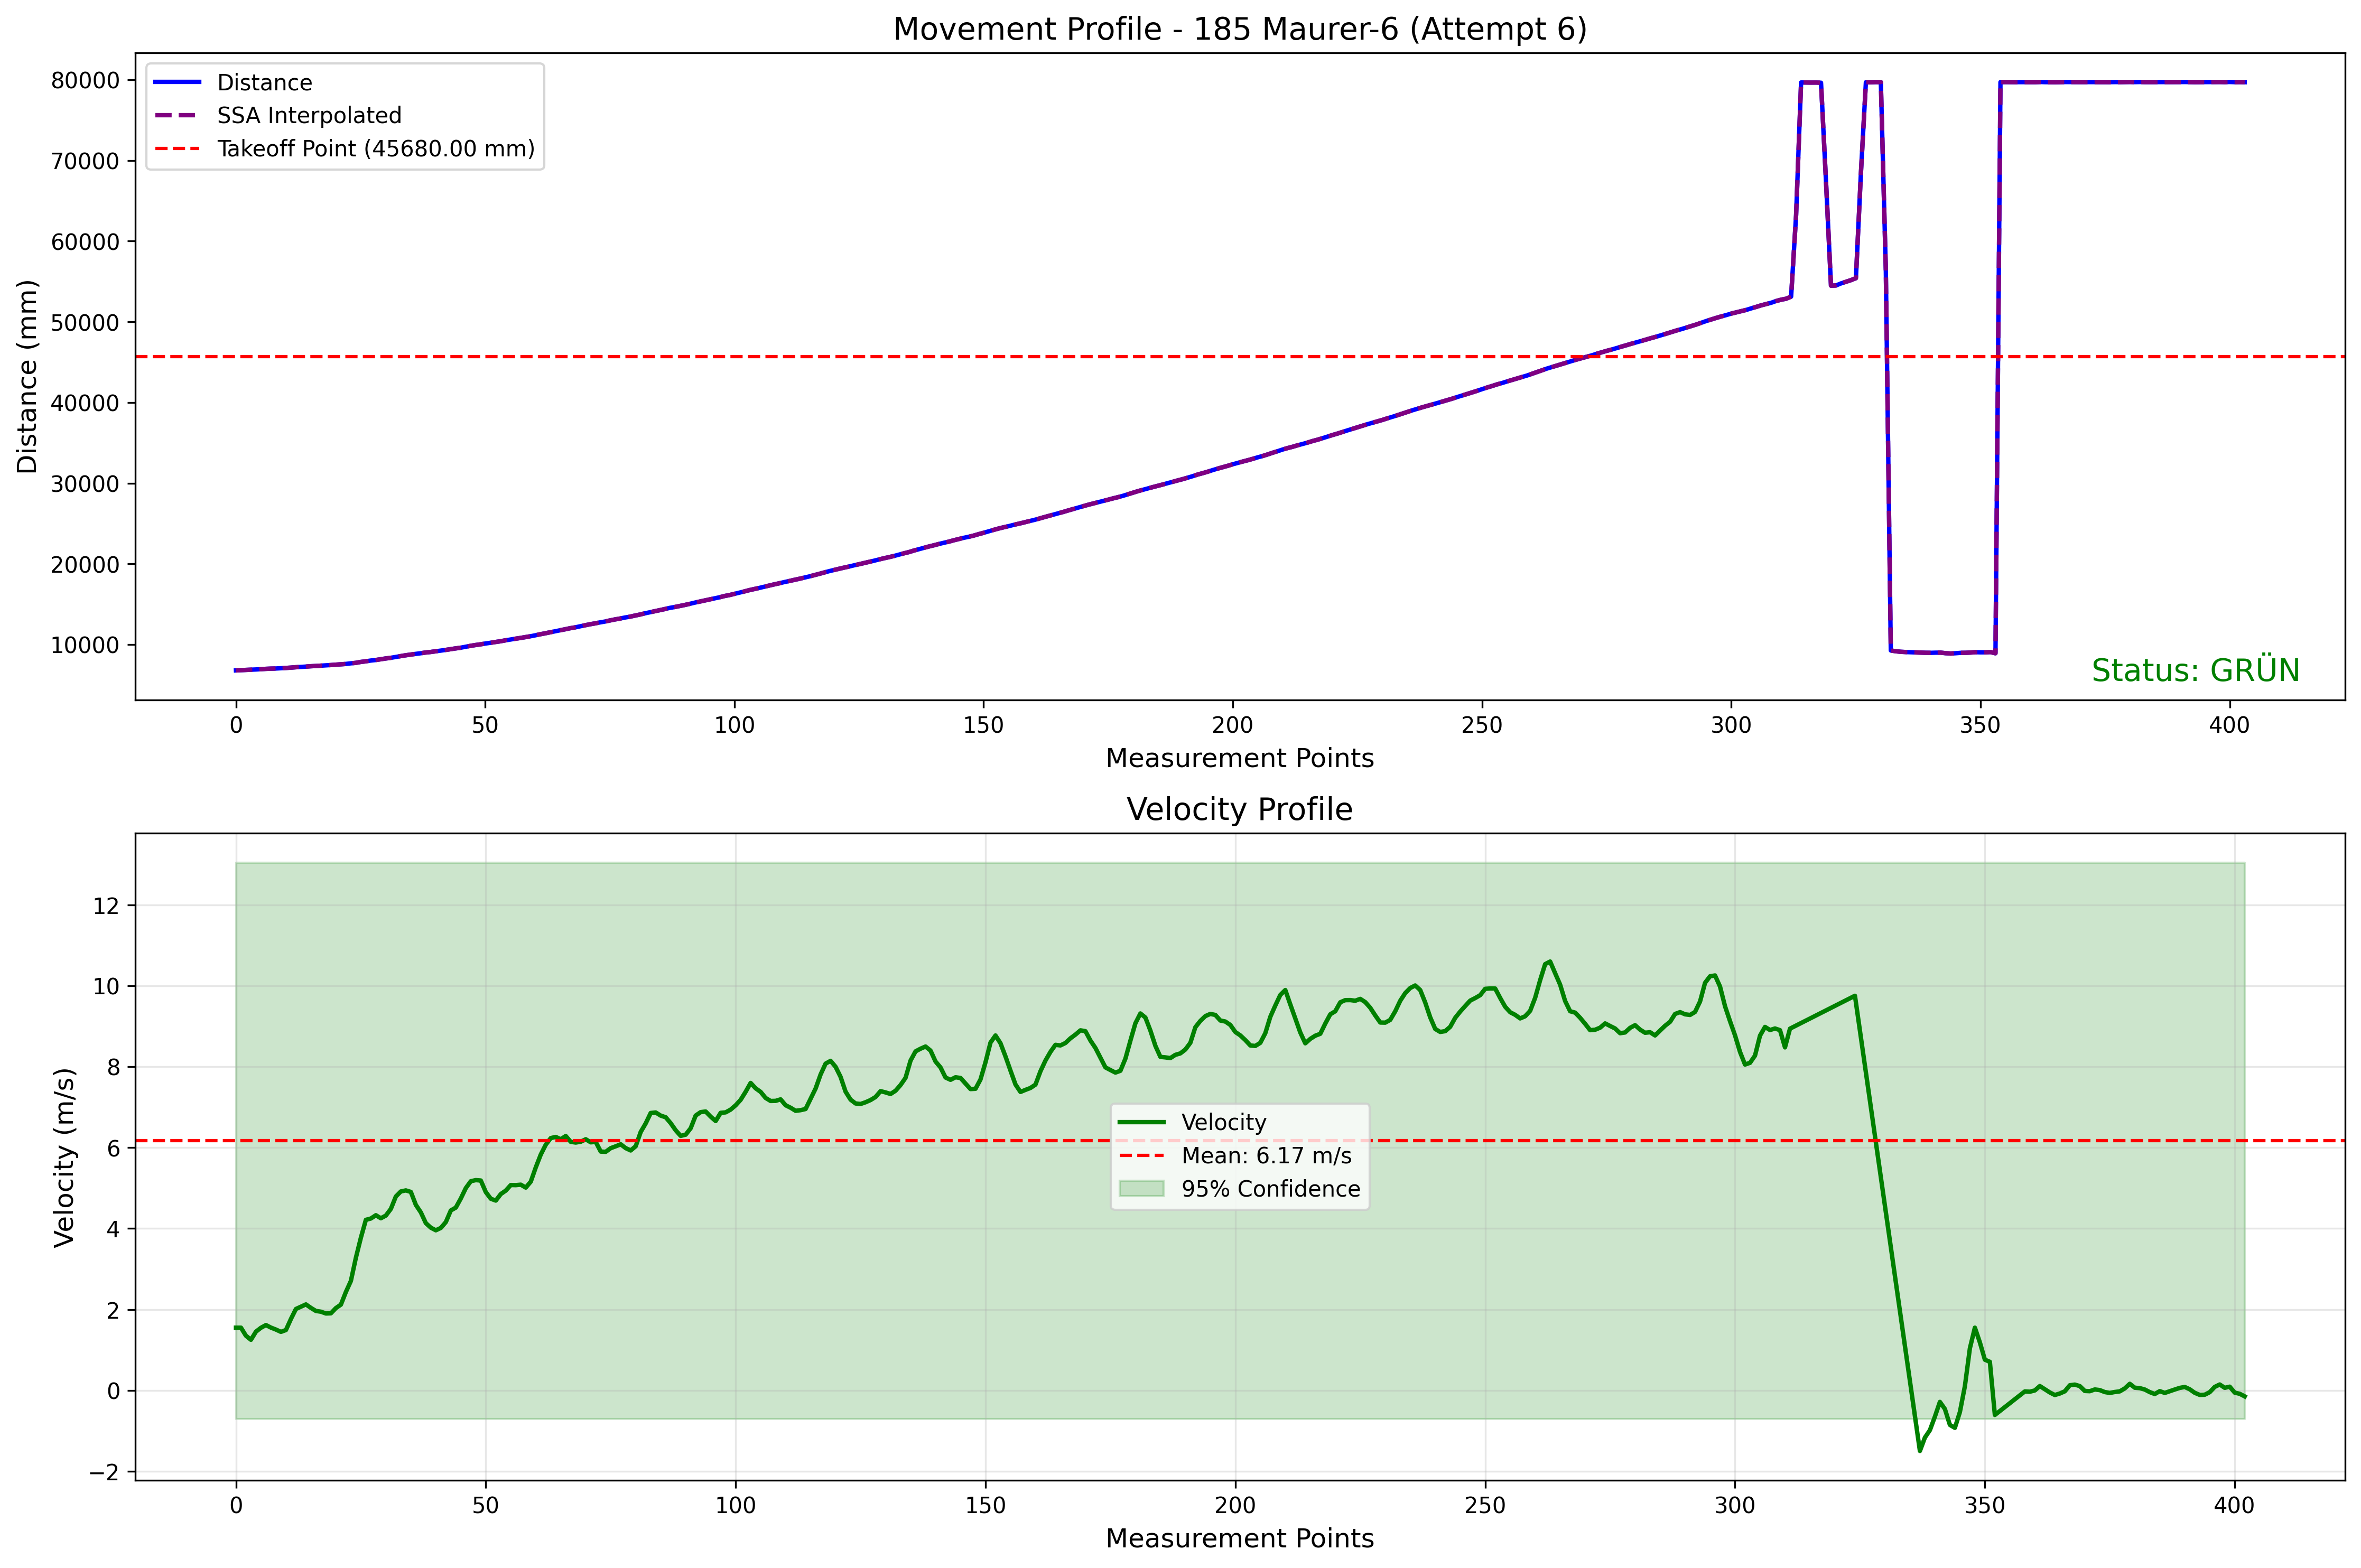 Movement Profile - 185 Maurer-6 (Attempt 6)
Distance
SSA Interpolated
Takeoff Point (45680.00 mm)
Distance (mm)
80000
70000
60000
50000
40000
30000
20000
10000
Status: GRÜN
0 50 100 150 200 250 300 350 400
Measurement Points
Velocity Profile
Velocity (m/s)
12
10
8
6
4
2
0
−2
Velocity
Mean: 6.17 m/s
95% Confidence
0 50 100 150 200 250 300 350 400
Measurement Points